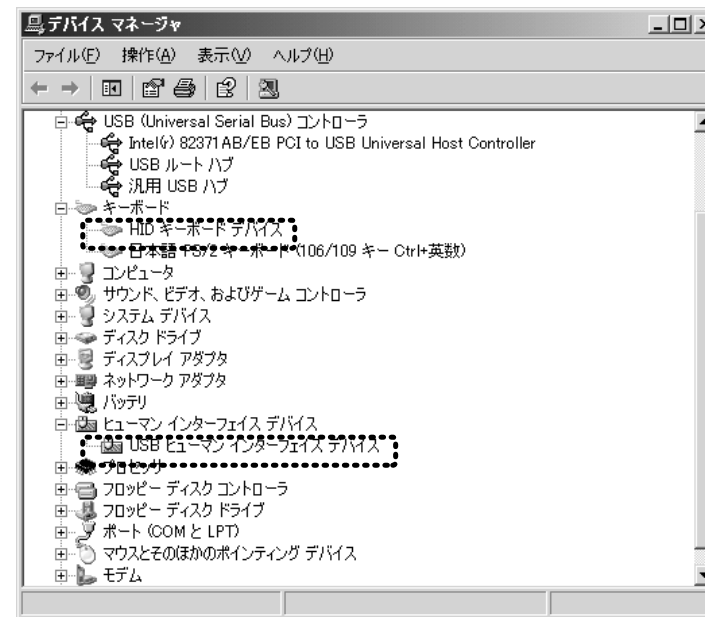 デバイス マネージャ
ファイル(F) 操作(A) 表示(V) ヘルプ(H)
USB (Universal Serial Bus) コントローラ
Intel(r) 82371AB/EB PCI to USB Universal Host Controller
USB ルート ハブ
汎用 USB ハブ
キーボード
HID キーボード デバイス
日本語 PS/2 キーボード (106/109 キー Ctrl+英数)
コンピュータ
サウンド、ビデオ、およびゲーム コントローラ
システム デバイス
ディスク ドライブ
ディスプレイ アダプタ
ネットワーク アダプタ
バッテリ
ヒューマン インターフェイス デバイス
USB ヒューマン インターフェイス デバイス
プロセッサ
フロッピー ディスク コントローラ
フロッピー ディスク ドライブ
ポート (COM と LPT)
マウスとそのほかのポインティング デバイス
モデム